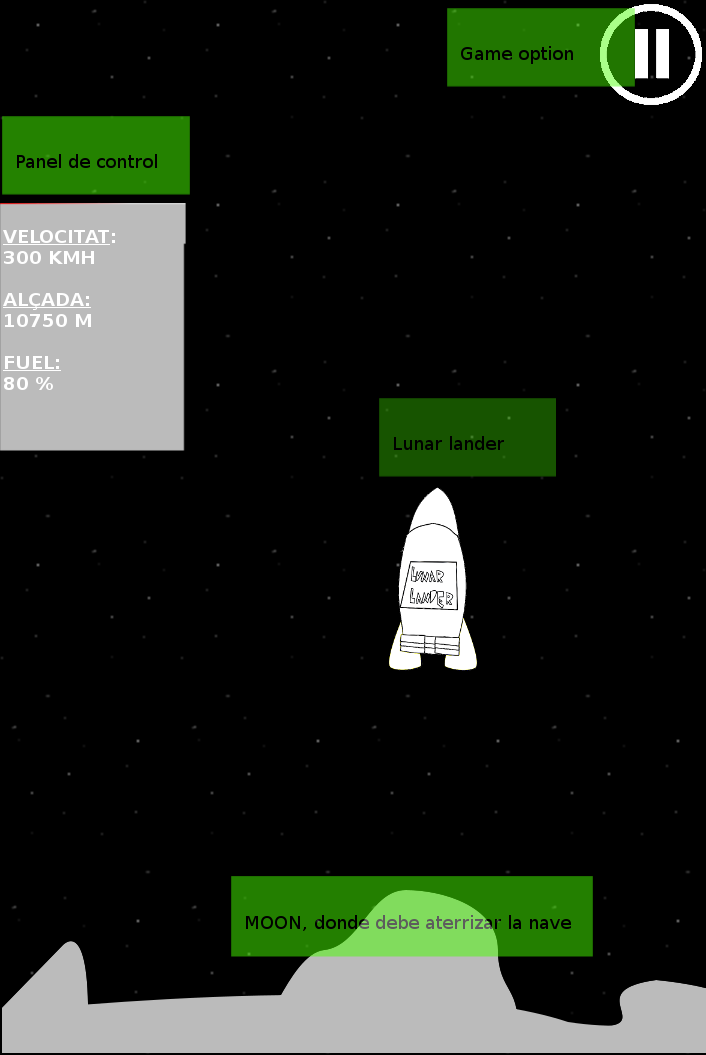 Game option
Panel de control
VELOCITAT:
300 KMH
ALÇADA:
10750 M
FUEL:
80 %
Lunar lander
LUNAR
LANDER
MOON, donde debe aterrizar la nave